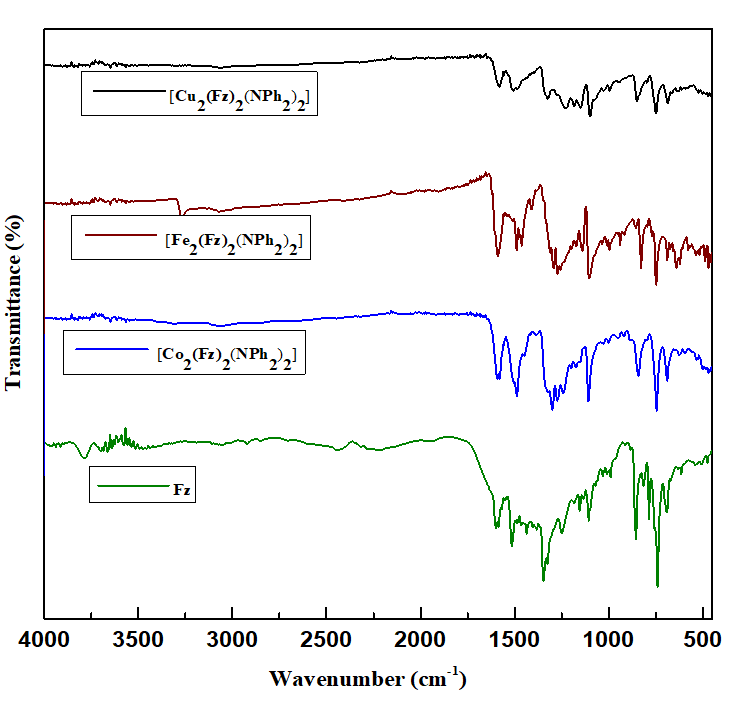 [Cu2(Fz)2(NPh2)2]
[Fe2(Fz)2(NPh2)2]
[Co2(Fz)2(NPh2)2]
Fz
Transmittance (%)
4000 3500 3000 2500 2000 1500 1000 500
Wavenumber (cm-1)